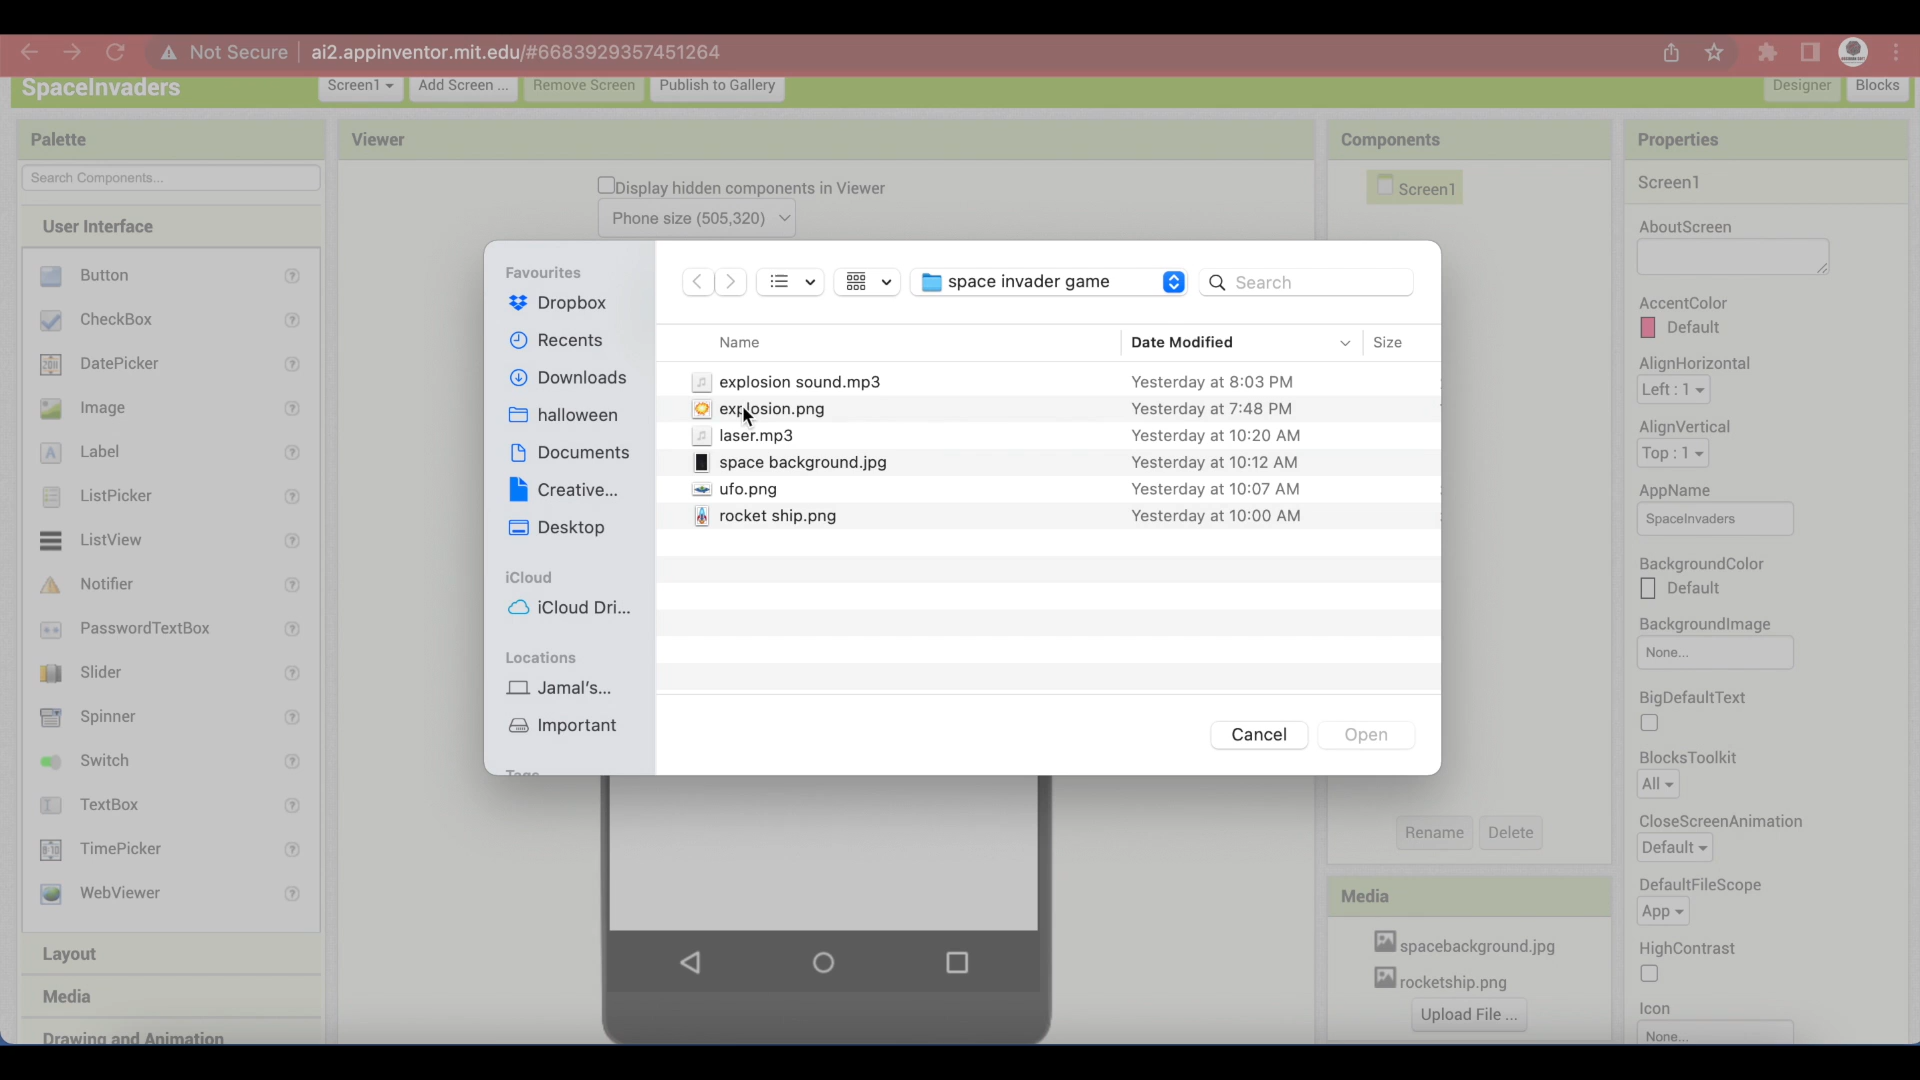 Not Secure | ai2.appinventor.mit.edu/#6683929357451264
SpaceInvaders
Screen1
Add Screen ...
Remove Screen
Publish to Gallery
Designer
Blocks
Palette
Search Components...
User Interface
Button
CheckBox
DatePicker
Image
Label
ListPicker
ListView
Notifier
PasswordTextBox
Slider
Spinner
Switch
TextBox
TimePicker
WebViewer
Layout
Media
Drawing and Animation
Viewer
Display hidden components in Viewer
Phone size (505,320)
Favourites
Dropbox
Recents
Downloads
halloween
Documents
Creative...
Desktop
iCloud
iCloud Dri...
Locations
Jamal's...
Important
Tags
space invader game
Search
Name Date Modified Size
explosion sound.mp3 Yesterday at 8:03 PM
explosion.png Yesterday at 7:48 PM
laser.mp3 Yesterday at 10:20 AM
space background.jpg Yesterday at 10:12 AM
ufo.png Yesterday at 10:07 AM
rocket ship.png Yesterday at 10:00 AM
Cancel
Open
Components
Screen1
Rename
Delete
Media
spacebackground.jpg
rocketship.png
Upload File ...
Properties
Screen1
AboutScreen
AccentColor
Default
AlignHorizontal
Left : 1
AlignVertical
Top : 1
AppName
SpaceInvaders
BackgroundColor
Default
BackgroundImage
None...
BigDefaultText
BlocksToolkit
All
CloseScreenAnimation
Default
DefaultFileScope
App
HighContrast
Icon
None...